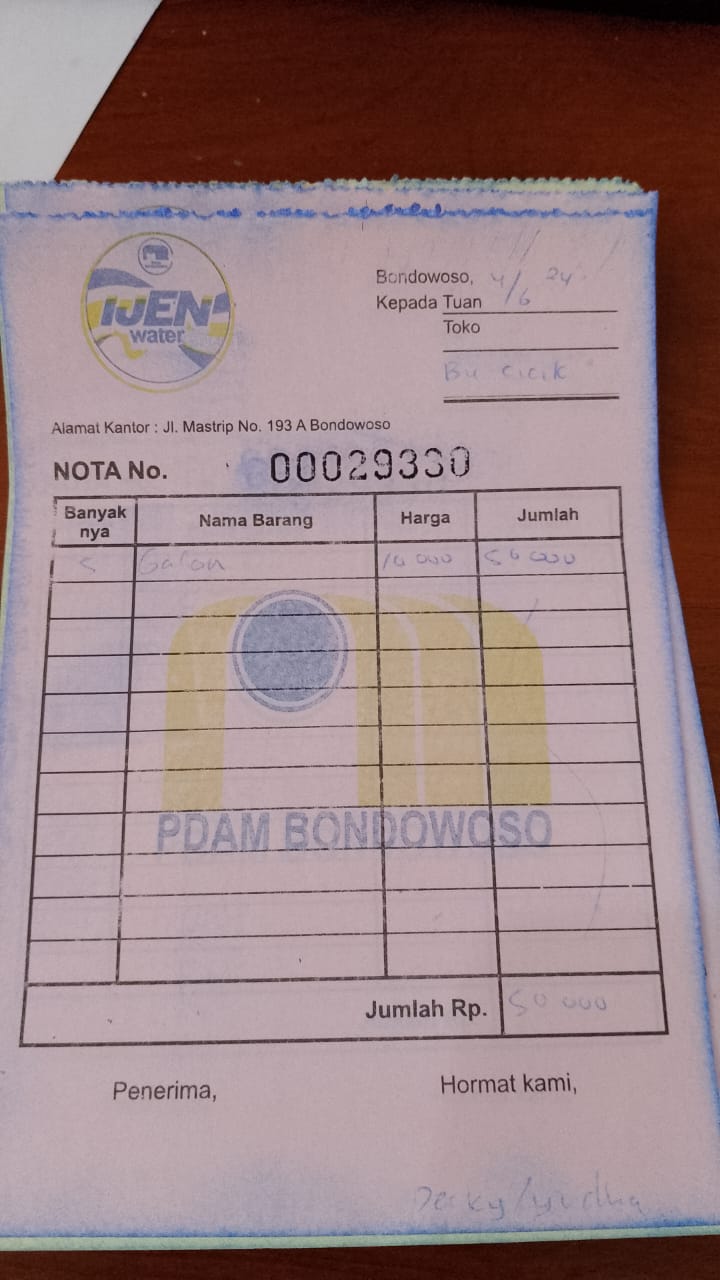 IJEN
water
Bondowoso, 4/6 24
Kepada Tuan
Toko
Bu cicik
Alamat Kantor : Jl. Mastrip No. 193 A Bondowoso
NOTA No. 00029330
Banyak nya Nama Barang Harga Jumlah
5 Galon 10 000 50 000
PDAM BONDOWOSO
Jumlah Rp. 50 000
Penerima, Hormat kami,